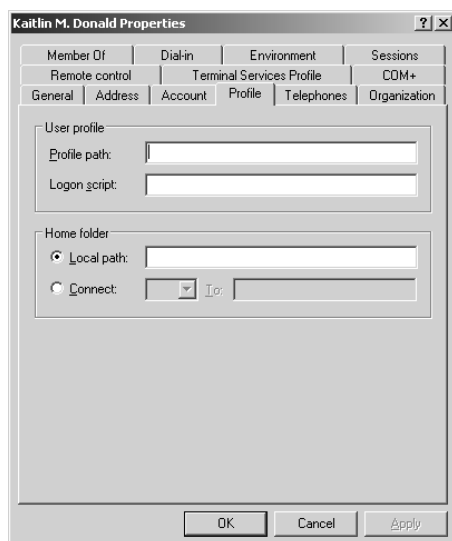 Kaitlin M. Donald Properties ? ×
Member Of Dial-in Environment Sessions
Remote control Terminal Services Profile COM+
General Address Account Profile Telephones Organization
User profile
Profile path:
Logon script:
Home folder
Local path:
Connect: To:
OK Cancel Apply